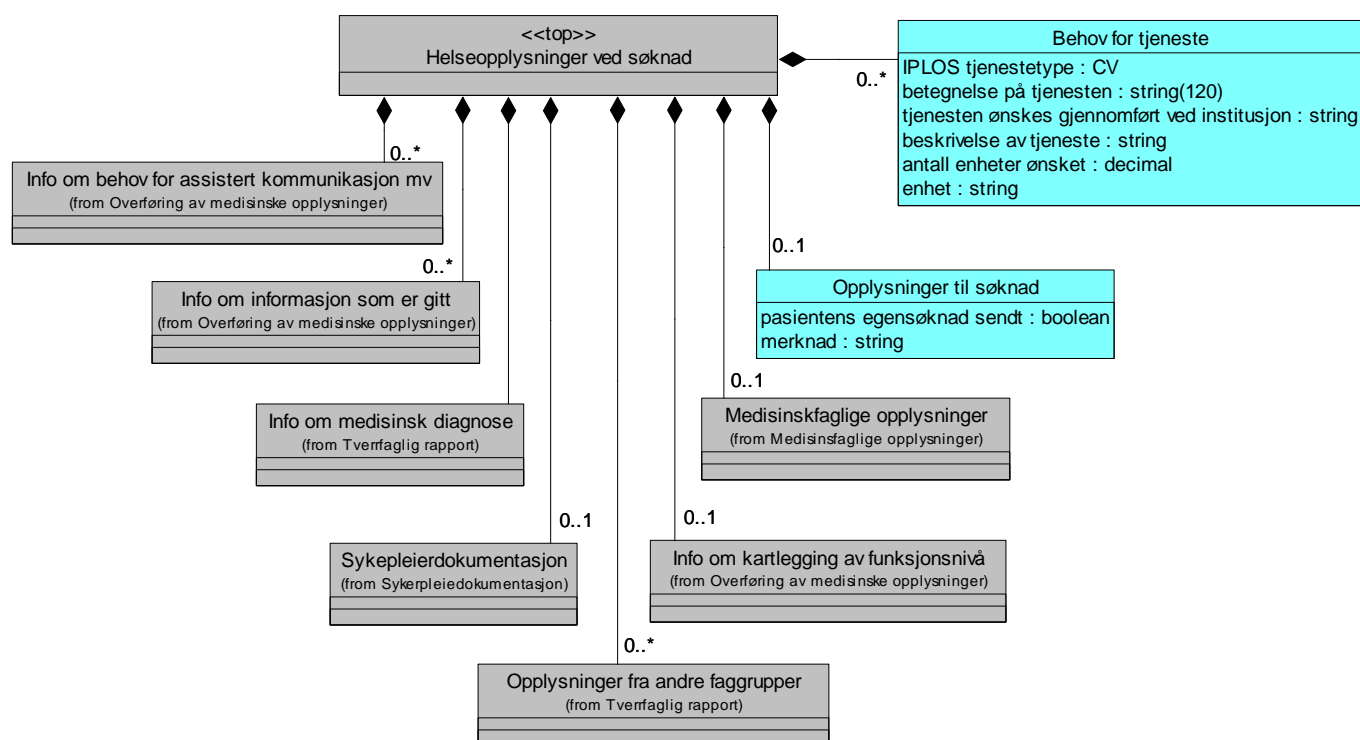 <<top>>
Helseopplysninger ved søknad
Behov for tjeneste
IPLOS tjenestetype : CV
betegnelse på tjenesten : string(120)
tjenesten ønskes gjennomført ved institusjon : string
beskrivelse av tjeneste : string
antall enheter ønsket : decimal
enhet : string
0..*
0..*
Info om behov for assistert kommunikasjon mv
(from Overføring av medisinske opplysninger)
0..*
Info om informasjon som er gitt
(from Overføring av medisinske opplysninger)
0..1
Opplysninger til søknad
pasientens egensøknad sendt : boolean
merknad : string
0..1
Info om medisinsk diagnose
(from Tverrfaglig rapport)
Medisinskfaglige opplysninger
(from Medisinsfaglige opplysninger)
0..1
0..1
Sykepleierdokumentasjon
(from Sykerpleiedokumentasjon)
Info om kartlegging av funksjonsnivå
(from Overføring av medisinske opplysninger)
0..*
Opplysninger fra andre faggrupper
(from Tverrfaglig rapport)